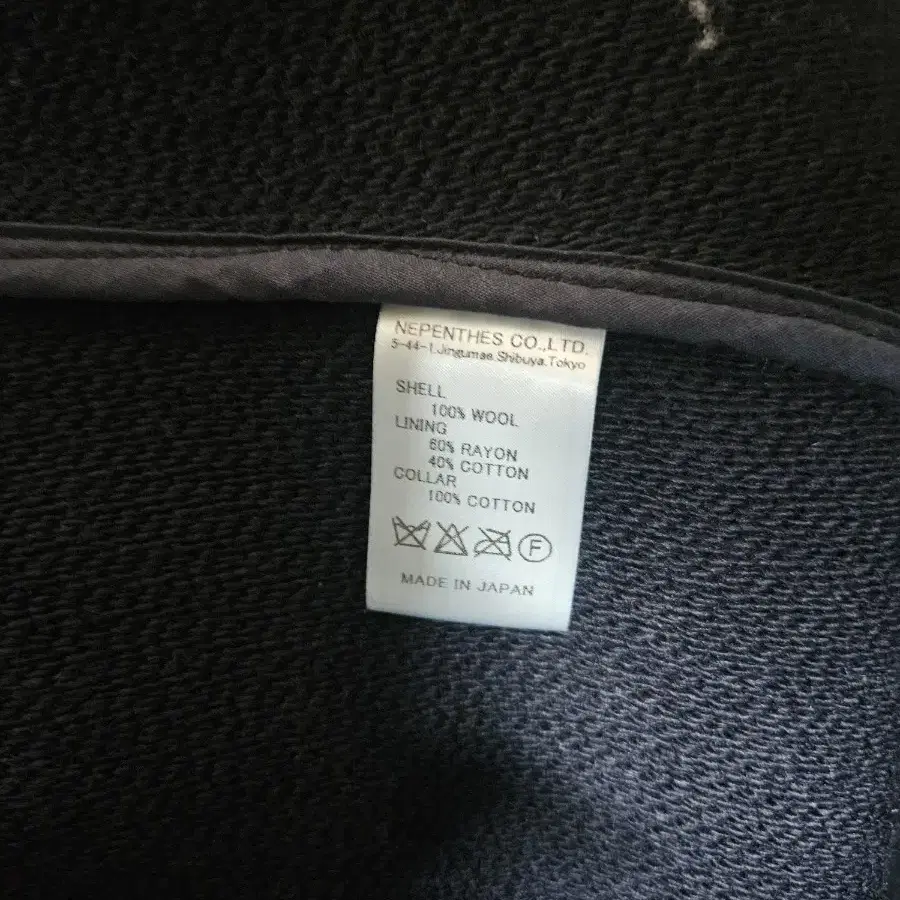 NEPENTHES CO.,LTD.
5-44-1,Jingumae,Shibuya,Tokyo
SHELL
100% WOOL
LINING
60% RAYON
40% COTTON
COLLAR
100% COTTON
F
MADE IN JAPAN